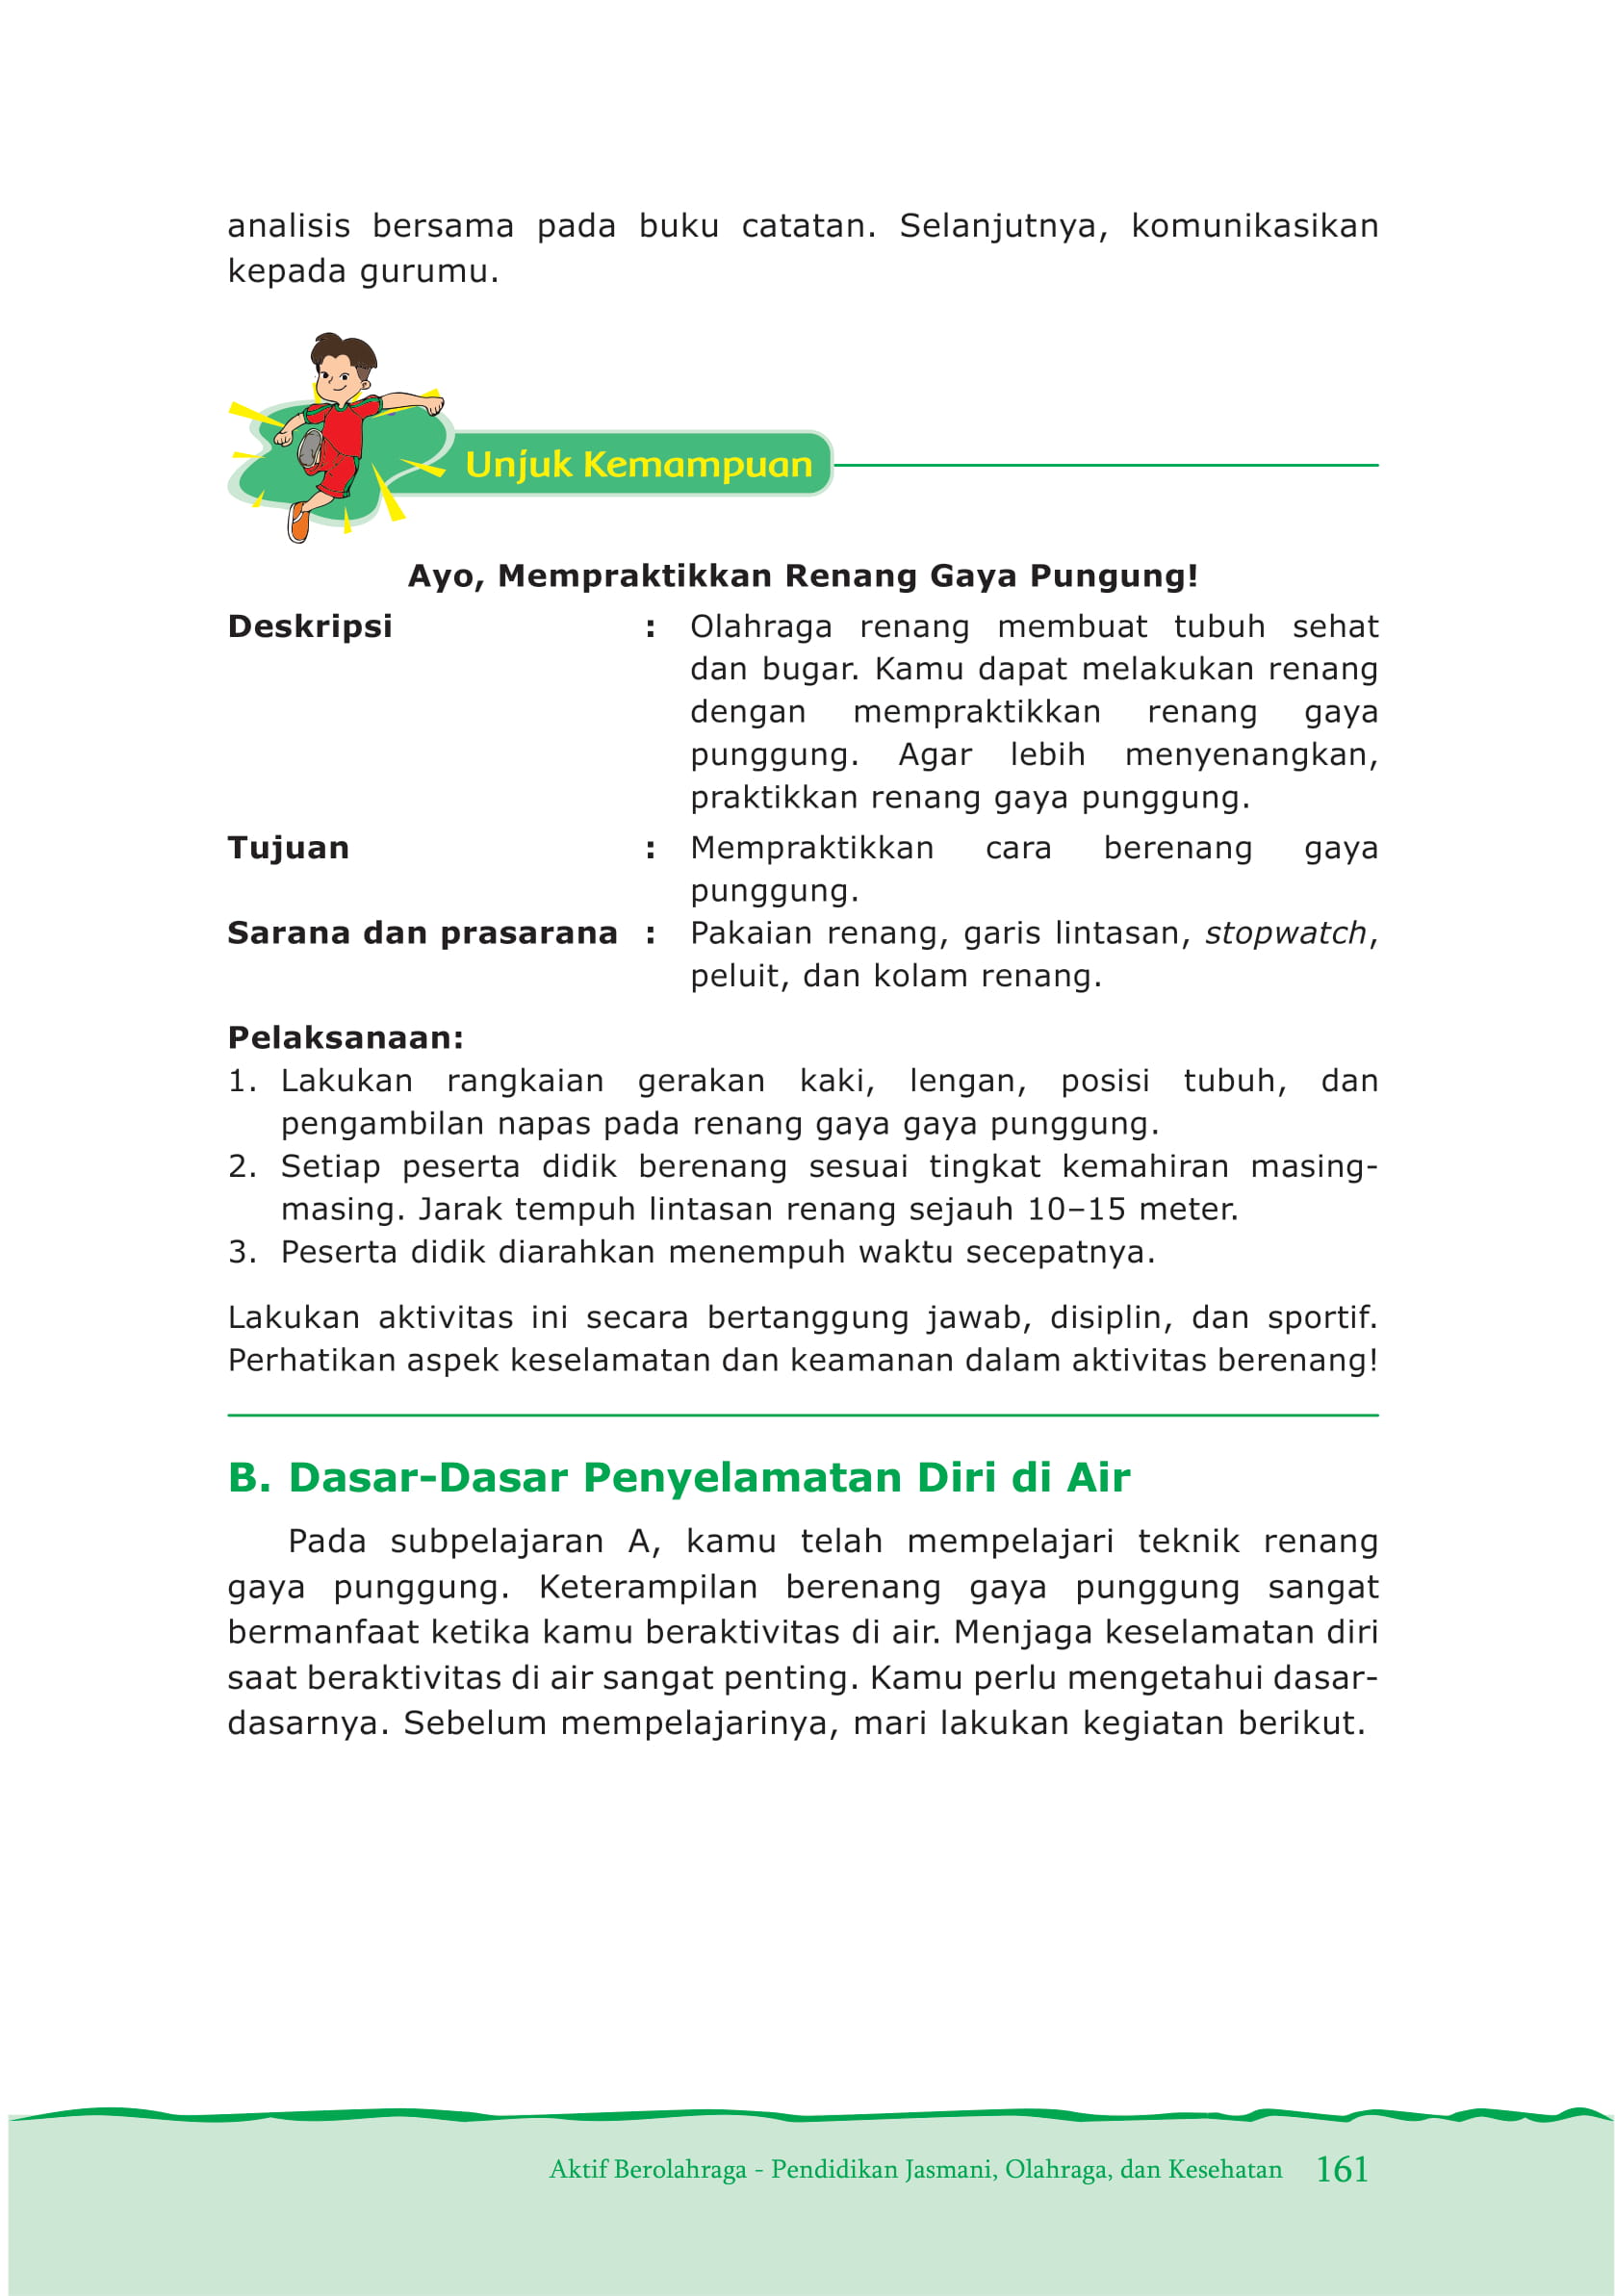 analisis bersama pada buku catatan. Selanjutnya, komunikasikan
kepada gurumu.
Unjuk Kemampuan
Ayo, Mempraktikkan Renang Gaya Pungung!
Deskripsi : Olahraga renang membuat tubuh sehat
dan bugar. Kamu dapat melakukan renang
dengan mempraktikkan renang gaya
punggung. Agar lebih menyenangkan,
praktikkan renang gaya punggung.
Tujuan : Mempraktikkan cara berenang gaya
punggung.
Sarana dan prasarana : Pakaian renang, garis lintasan, stopwatch,
peluit, dan kolam renang.
Pelaksanaan:
1. Lakukan rangkaian gerakan kaki, lengan, posisi tubuh, dan
pengambilan napas pada renang gaya gaya punggung.
2. Setiap peserta didik berenang sesuai tingkat kemahiran masing-
masing. Jarak tempuh lintasan renang sejauh 10–15 meter.
3. Peserta didik diarahkan menempuh waktu secepatnya.
Lakukan aktivitas ini secara bertanggung jawab, disiplin, dan sportif.
Perhatikan aspek keselamatan dan keamanan dalam aktivitas berenang!
B. Dasar-Dasar Penyelamatan Diri di Air
Pada subpelajaran A, kamu telah mempelajari teknik renang
gaya punggung. Keterampilan berenang gaya punggung sangat
bermanfaat ketika kamu beraktivitas di air. Menjaga keselamatan diri
saat beraktivitas di air sangat penting. Kamu perlu mengetahui dasar-
dasarnya. Sebelum mempelajarinya, mari lakukan kegiatan berikut.
Aktif Berolahraga - Pendidikan Jasmani, Olahraga, dan Kesehatan 161